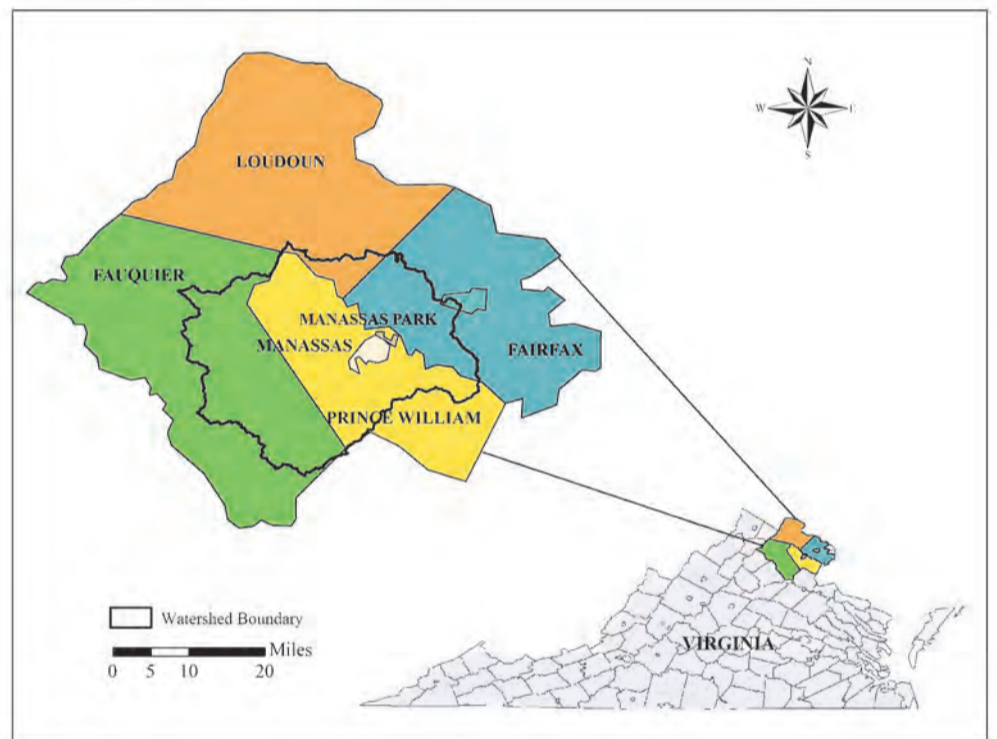 N
W E
S
LOUDOUN
FAUQUIER
MANASSAS PARK
MANASSAS
FAIRFAX
PRINCE WILLIAM
Watershed Boundary
Miles
0 5 10 20
VIRGINIA